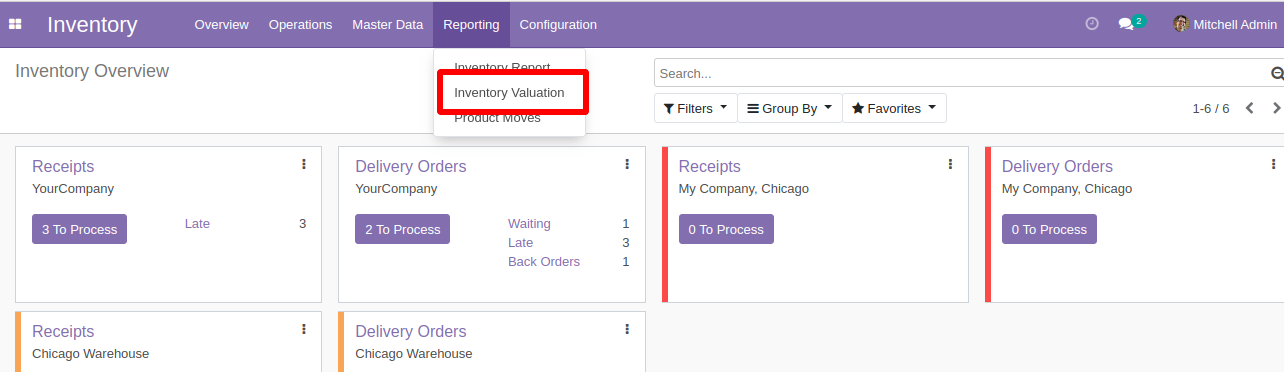 Inventory Overview Operations Master Data Reporting Configuration 2 Mitchell Admin
Inventory Overview
Inventory Report
Inventory Valuation
Product Moves
Search...
Filters Group By Favorites 1-6 / 6
Receipts
YourCompany
3 To Process Late 3
Delivery Orders
YourCompany
2 To Process Waiting 1
Late 3
Back Orders 1
Receipts
My Company, Chicago
0 To Process
Delivery Orders
My Company, Chicago
0 To Process
Receipts
Chicago Warehouse
Delivery Orders
Chicago Warehouse